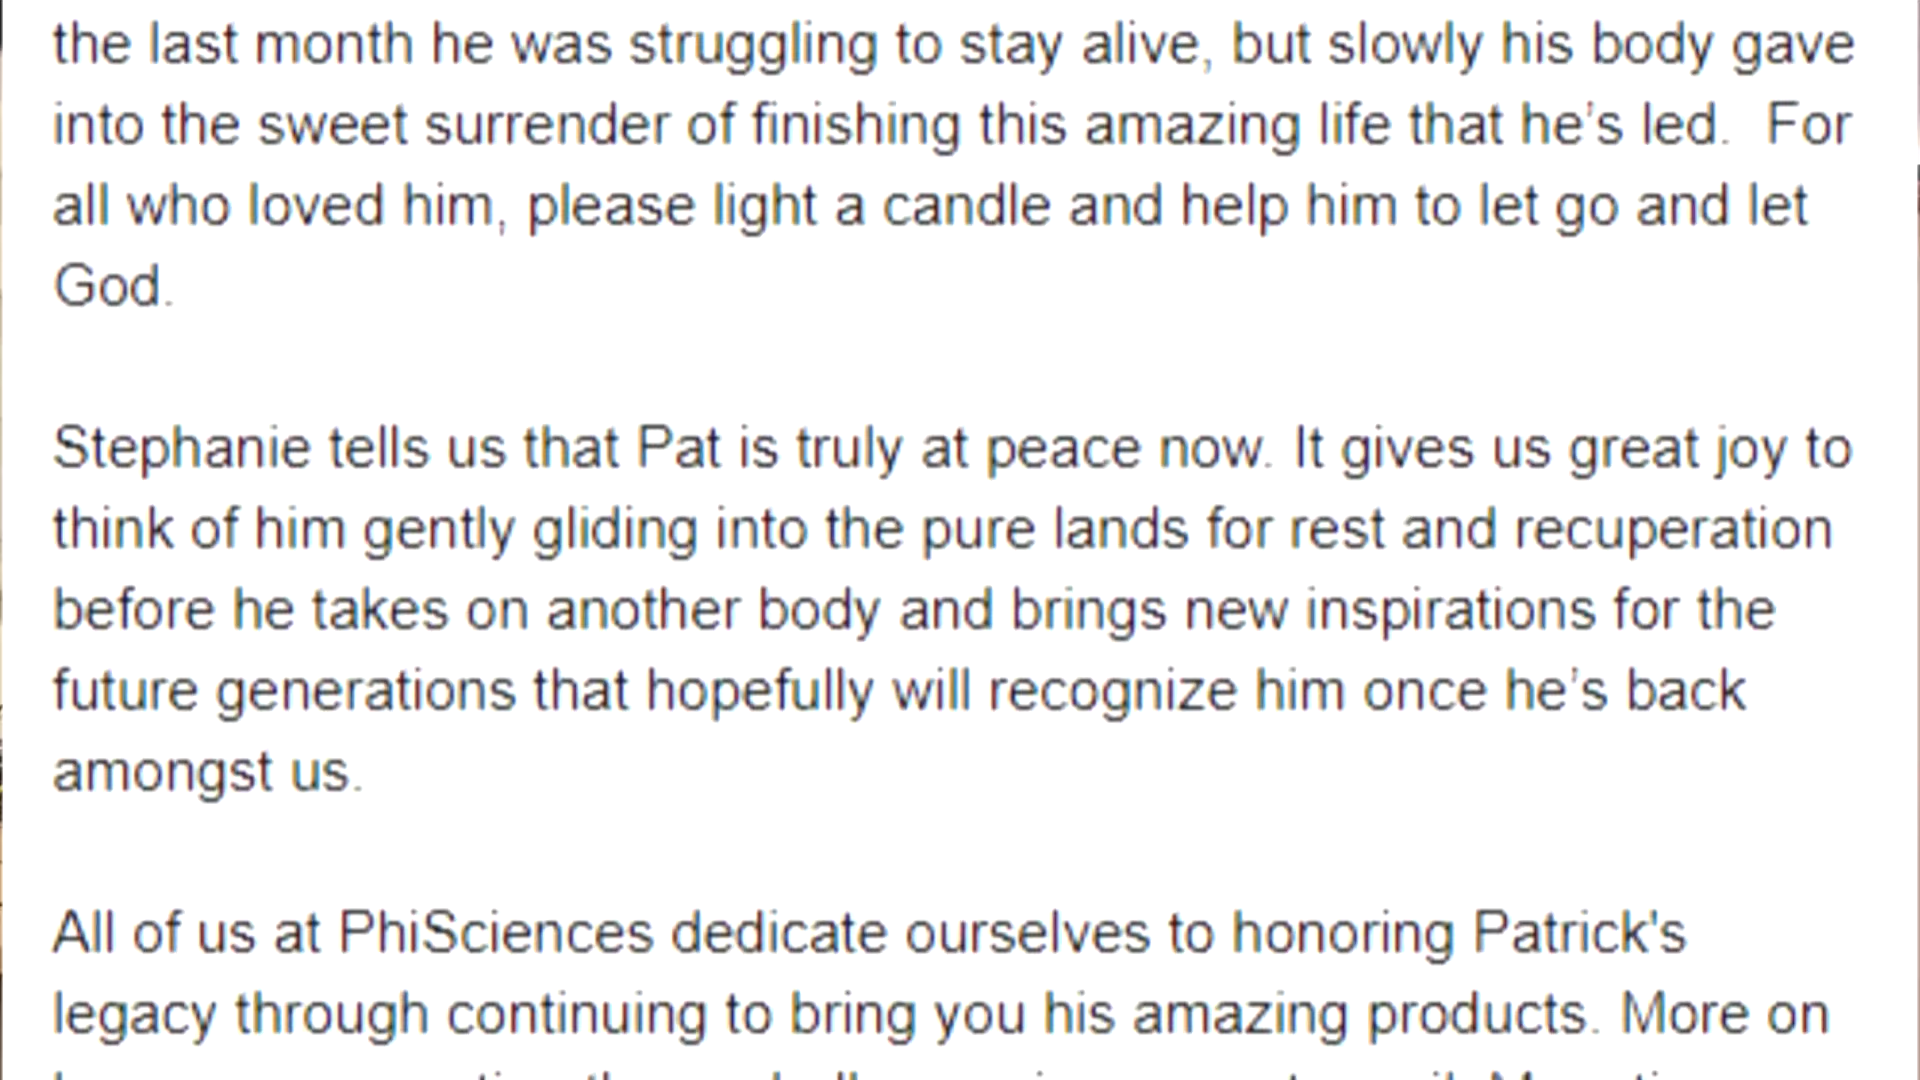 the last month he was struggling to stay alive, but slowly his body gave
into the sweet surrender of finishing this amazing life that he's led.  For
all who loved him, please light a candle and help him to let go and let
God.
Stephanie tells us that Pat is truly at peace now. It gives us great joy to
think of him gently gliding into the pure lands for rest and recuperation
before he takes on another body and brings new inspirations for the
future generations that hopefully will recognize him once he's back
amongst us.
All of us at PhiSciences dedicate ourselves to honoring Patrick's
legacy through continuing to bring you his amazing products. More on